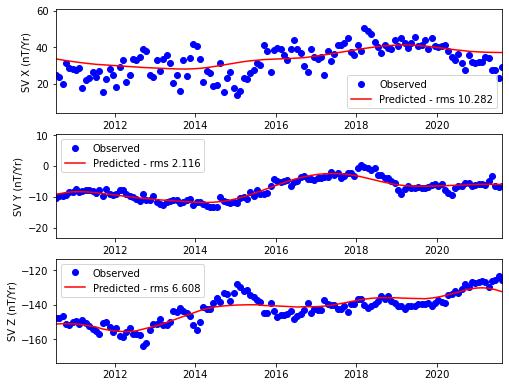 60
40
20
SV X (nT/Yr)
Observed
Predicted - rms 10.282
2012
2014
2016
2018
2020
10
0
−10
−20
SV Y (nT/Yr)
Observed
Predicted - rms 2.116
2012
2014
2016
2018
2020
−120
−140
−160
SV Z (nT/Yr)
Observed
Predicted - rms 6.608
2012
2014
2016
2018
2020